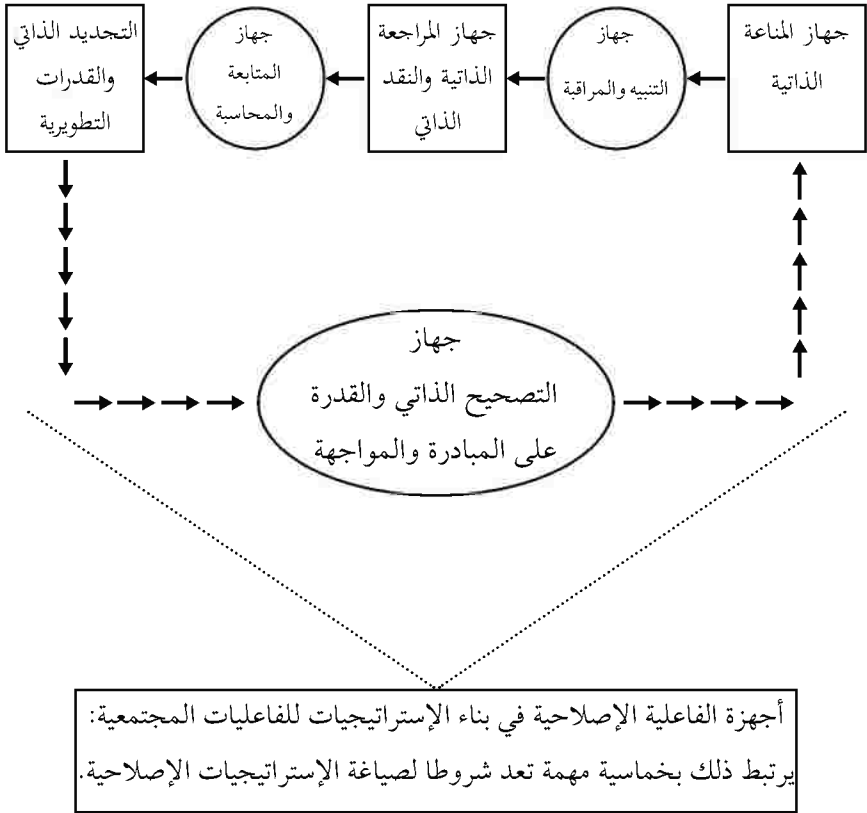 جهاز المناعة
الذاتية
جهاز
التنبيه والمراقبة
جهاز المراجعة
الذاتية والنقد
الذاتي
جهاز
المتابعة
والمحاسبة
التجديد الذاتي
والقدرات
التطويرية
جهاز
التصحيح الذاتي والقدرة
على المبادرة والمواجهة
أجهزة الفاعلية الإصلاحية في بناء الإستراتيجيات للفاعليات المجتمعية:
يرتبط ذلك بخماسية مهمة تعد شروطا لصياغة الإستراتيجيات الإصلاحية.